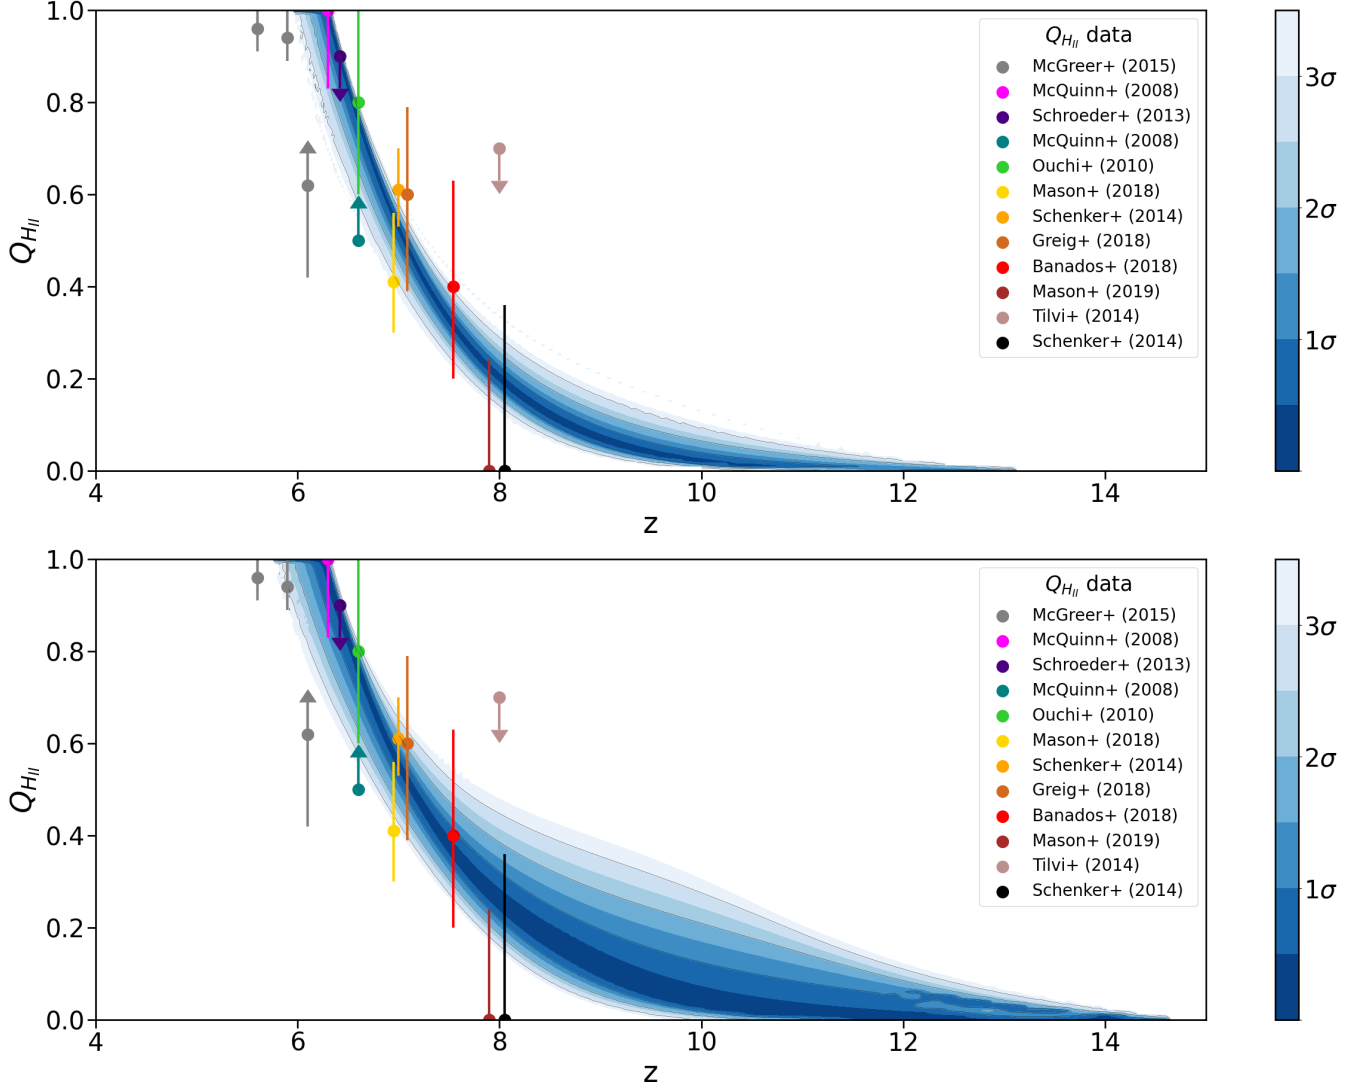 1.0
0.8
0.6
0.4
0.2
0.0
Q_{H_{II}}
4 6 8 10 12 14
z
Q_{H_{II}} data
McGreer+ (2015)
McQuinn+ (2008)
Schroeder+ (2013)
McQuinn+ (2008)
Ouchi+ (2010)
Mason+ (2018)
Schenker+ (2014)
Greig+ (2018)
Banados+ (2018)
Mason+ (2019)
Tilvi+ (2014)
Schenker+ (2014)
3σ
2σ
1σ
1.0
0.8
0.6
0.4
0.2
0.0
Q_{H_{II}}
4 6 8 10 12 14
z
Q_{H_{II}} data
McGreer+ (2015)
McQuinn+ (2008)
Schroeder+ (2013)
McQuinn+ (2008)
Ouchi+ (2010)
Mason+ (2018)
Schenker+ (2014)
Greig+ (2018)
Banados+ (2018)
Mason+ (2019)
Tilvi+ (2014)
Schenker+ (2014)
3σ
2σ
1σ